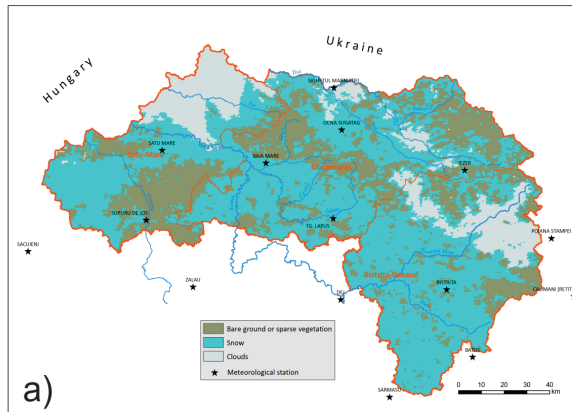 Ukraine
Hungary
SIGHETUL MARMATIEI
OCNA SUGATAG
SATU MARE
Satu-Mare
BAIA MARE
Maramures
IEZER
SUPURU DE JOS
TG. LAPUS
POIANA STAMPEI
SACUIENI
ZALAU
DEJ
Bistrita-Nasaud
BISTRITA
CALIMANI (RETIT
BATOS
SARMASU
Bare ground or sparse vegetation
Snow
Clouds
Meteorological station
0 10 20 30 40
km
a)